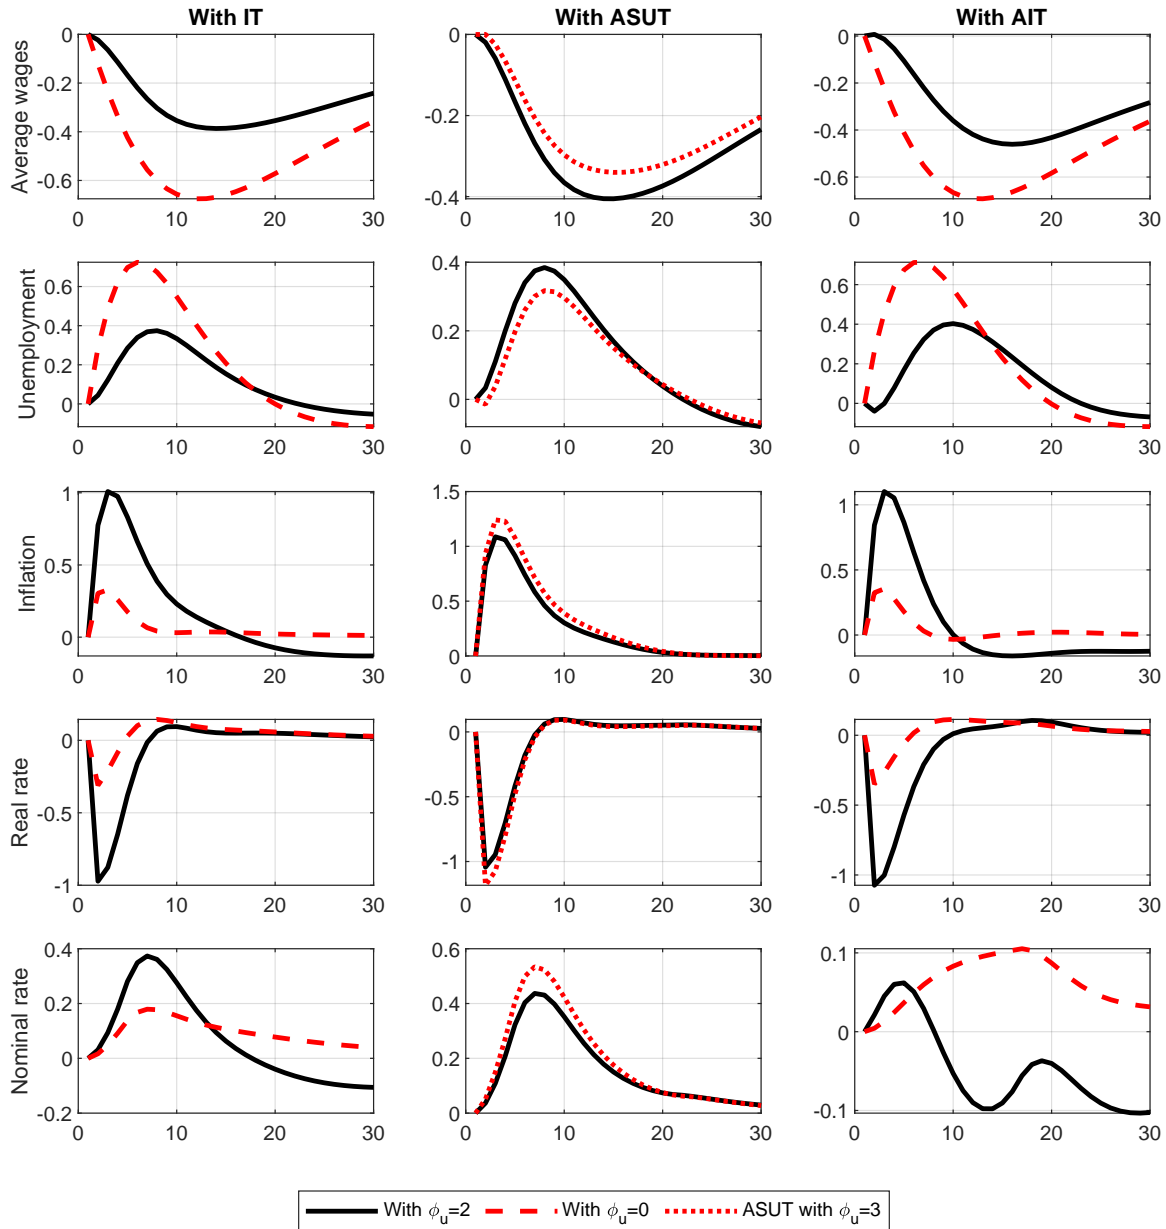 With IT
With ASUT
With AIT
Average wages
0
-0.2
-0.4
-0.6
0 10 20 30
0
-0.2
-0.4
0 10 20 30
0
-0.2
-0.4
-0.6
0 10 20 30
Unemployment
0.6
0.4
0.2
0
0 10 20 30
0.4
0.2
0
0 10 20 30
0.6
0.4
0.2
0
0 10 20 30
Inflation
1
0.5
0
0 10 20 30
1.5
1
0.5
0
0 10 20 30
1
0.5
0
0 10 20 30
Real rate
0
-0.5
-1
0 10 20 30
0
-0.5
-1
0 10 20 30
0
-0.5
-1
0 10 20 30
Nominal rate
0.4
0.2
0
-0.2
0 10 20 30
0.6
0.4
0.2
0
0 10 20 30
0.1
0
-0.1
0 10 20 30
With ϕu=2 With ϕu=0 ASUT with ϕu=3